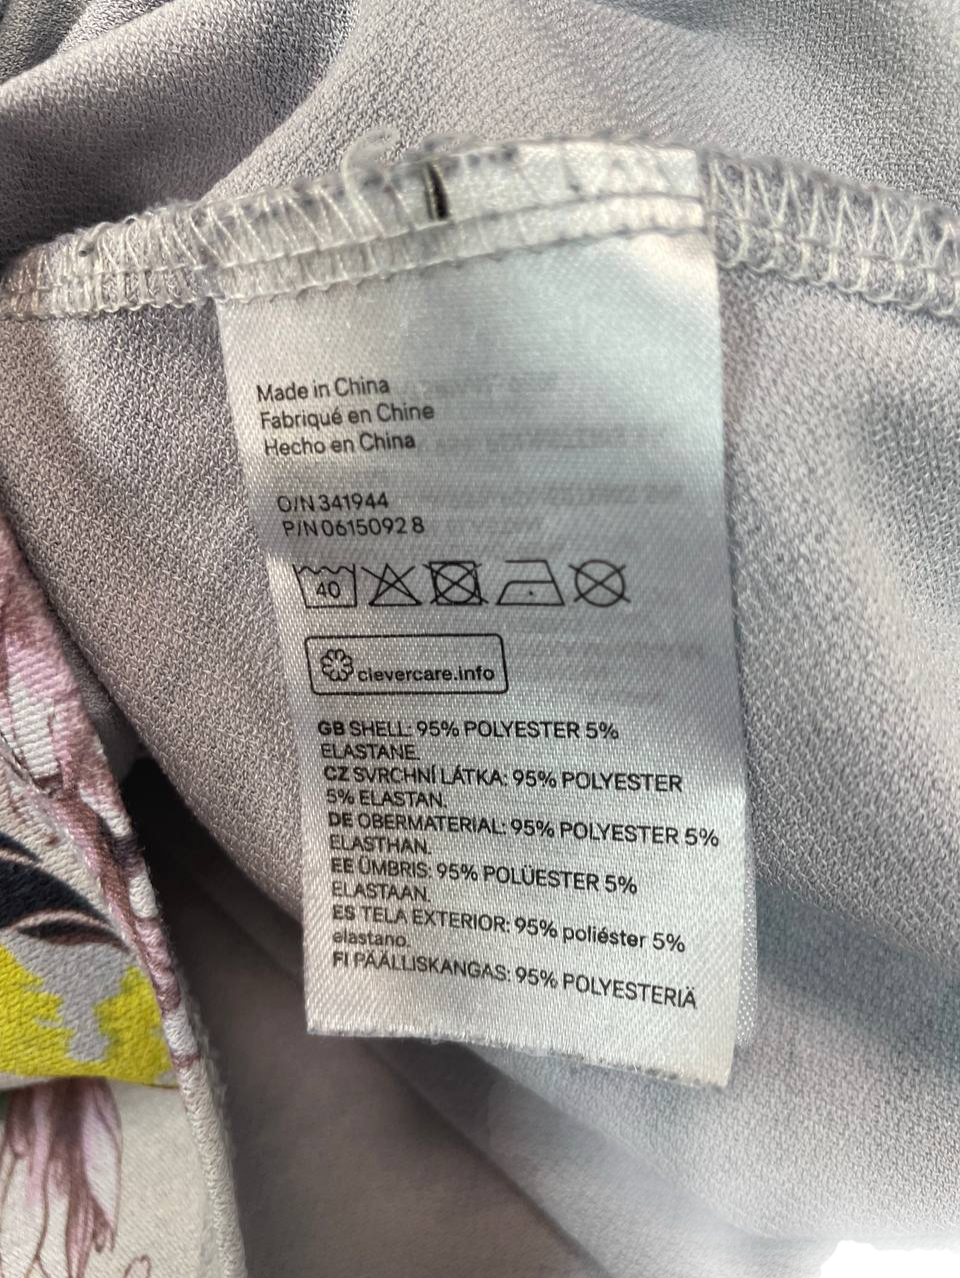 Made in China
Fabriqué en Chine
Hecho en China
O/N 341944
P/N 0615092 8
40
clevercare.info
GB SHELL: 95% POLYESTER 5%
ELASTANE.
CZ SVRCHNÍ LÁTKA: 95% POLYESTER
5% ELASTAN.
DE OBERMATERIAL: 95% POLYESTER 5%
ELASTHAN.
EE ÜMBRIS: 95% POLÜESTER 5%
ELASTAAN.
ES TELA EXTERIOR: 95% poliéster 5%
elastano.
FI PÄÄLLISKANGAS: 95% POLYESTERIÄ